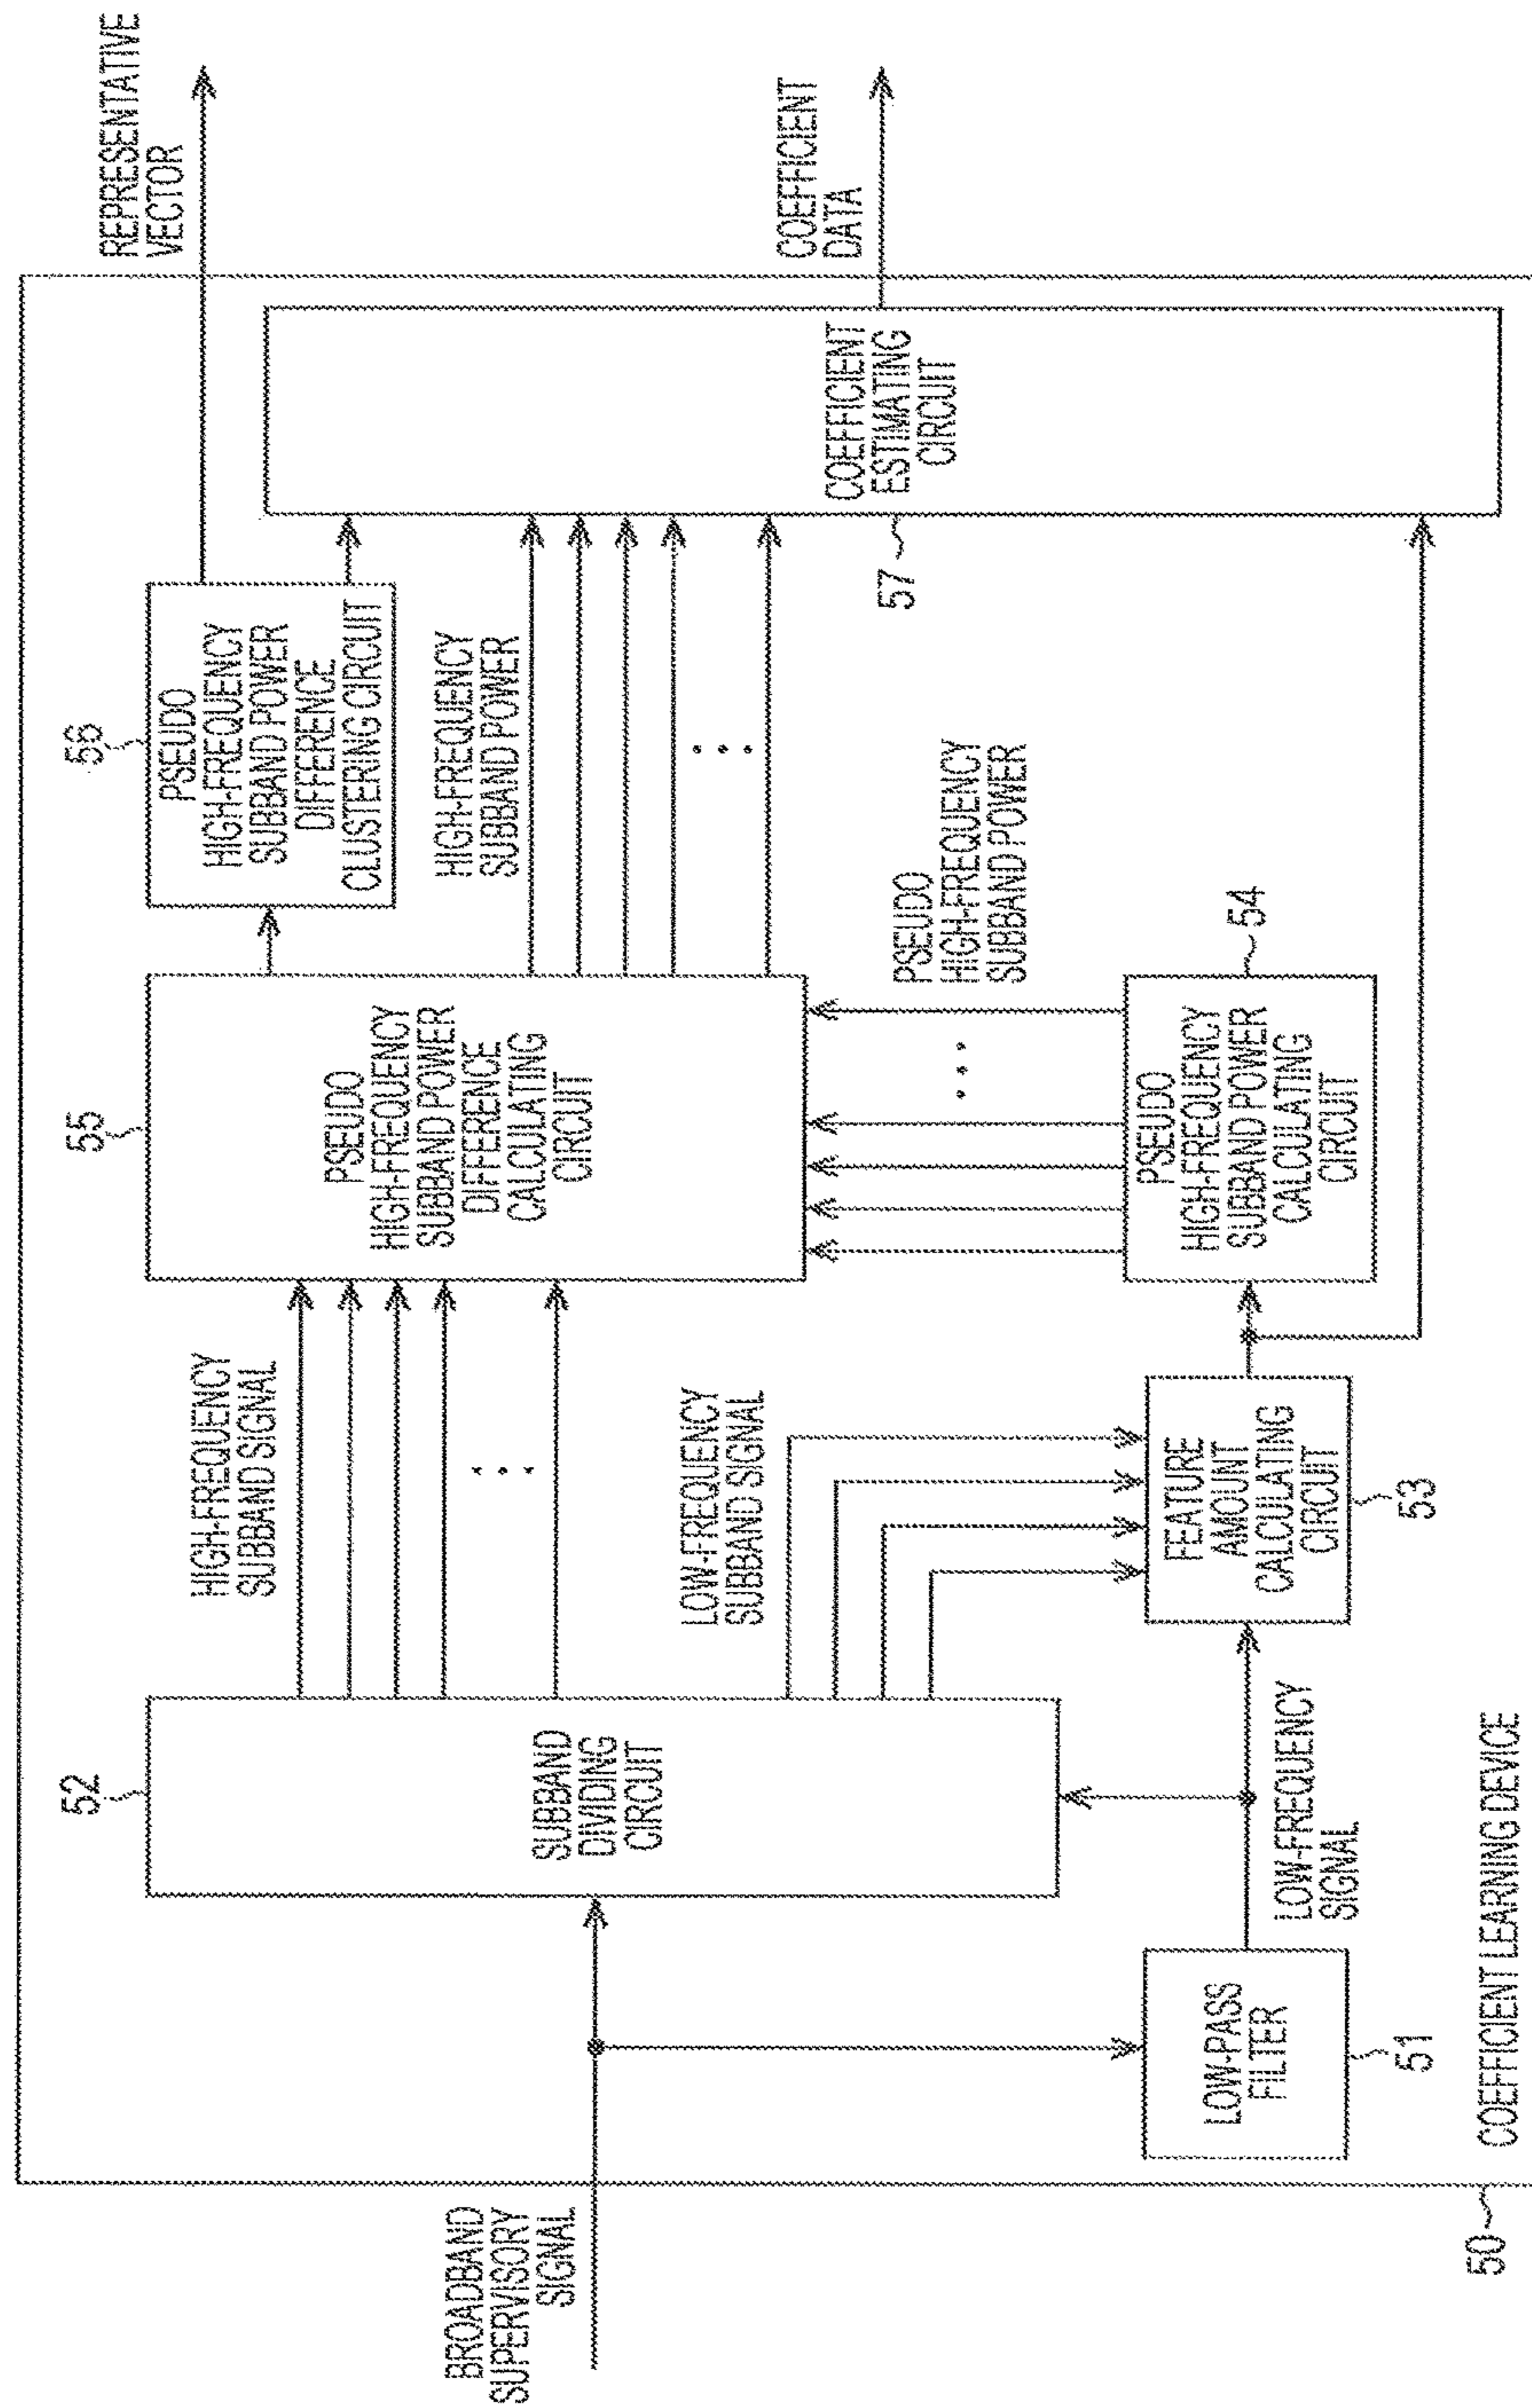 BROADBAND
SUPERVISORY
SIGNAL
50
COEFFICIENT LEARNING DEVICE
LOW-PASS
FILTER
51
LOW-FREQUENCY
SIGNAL
52
SUBBAND
DIVIDING
CIRCUIT
HIGH-FREQUENCY
SUBBAND SIGNAL
LOW-FREQUENCY
SUBBAND SIGNAL
FEATURE
AMOUNT
CALCULATING
CIRCUIT
53
55
PSEUDO
HIGH-FREQUENCY
SUBBAND POWER
DIFFERENCE
CALCULATING
CIRCUIT
PSEUDO
HIGH-FREQUENCY
SUBBAND POWER
54
PSEUDO
HIGH-FREQUENCY
SUBBAND POWER
CALCULATING
CIRCUIT
56
PSEUDO
HIGH-FREQUENCY
SUBBAND POWER
DIFFERENCE
CLUSTERING CIRCUIT
HIGH-FREQUENCY
SUBBAND POWER
57
COEFFICIENT
ESTIMATING
CIRCUIT
REPRESENTATIVE
VECTOR
COEFFICIENT
DATA